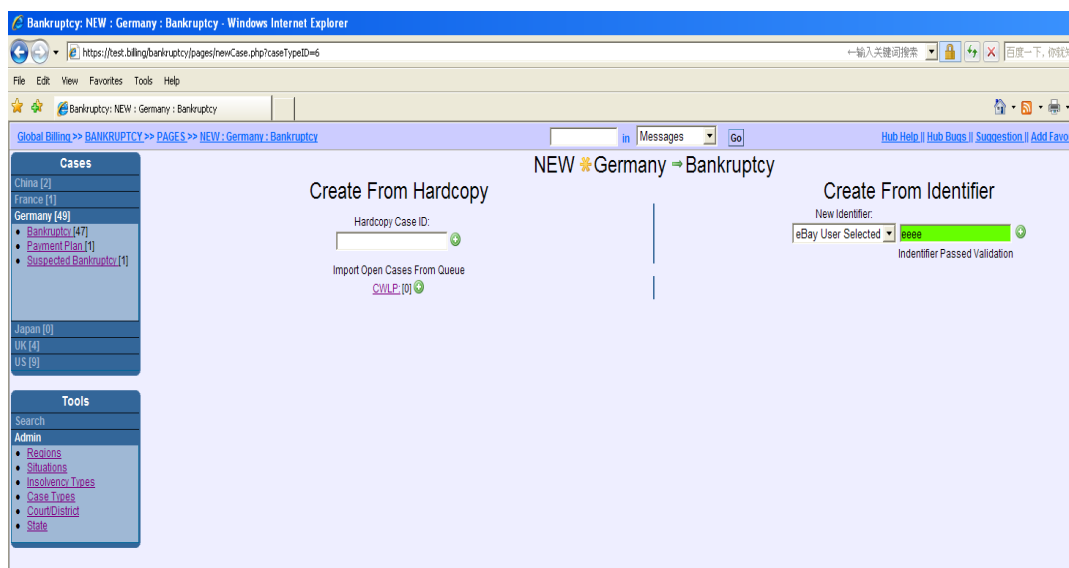 Bankruptcy: NEW : Germany : Bankruptcy - Windows Internet Explorer
https://test.billing/bankruptcy/pages/newCase.php?caseTypeID=6
←输入关键词搜索
百度一下,你就
File Edit View Favorites Tools Help
Bankruptcy: NEW : Germany : Bankruptcy
Global Billing >> BANKRUPTCY >> PAGES >> NEW : Germany : Bankruptcy
in Messages Go
Hub Help || Hub Bugs || Suggestion || Add Favo
Cases
China [2]
France [1]
Germany [49]
Bankruptcy [47]
Payment Plan [1]
Suspected Bankruptcy [1]
Japan [0]
UK [4]
US [9]
Tools
Search
Admin
Regions
Situations
Insolvency Types
Case Types
Court/District
State
NEW Germany Bankruptcy
Create From Hardcopy
Hardcopy Case ID:
Import Open Cases From Queue
CWLP: [0]
Create From Identifier
New Identifier:
eBay User Selected eeee
Indentifier Passed Validation